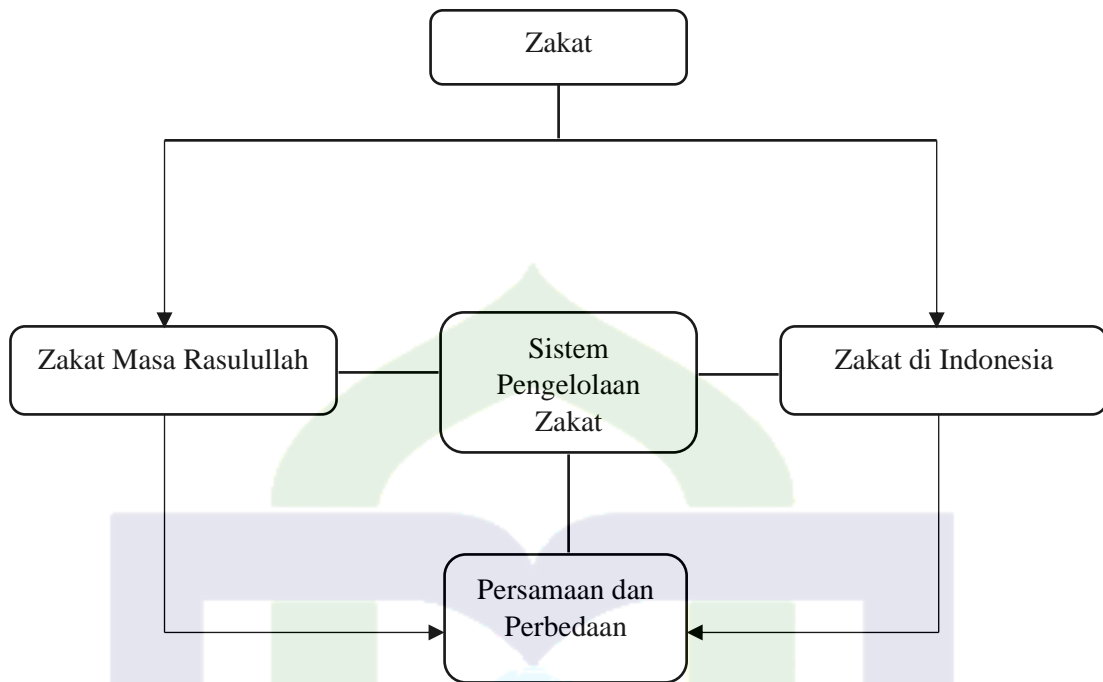 Zakat
Zakat Masa Rasulullah
Sistem
Pengelolaan
Zakat
Zakat di Indonesia
Persamaan dan
Perbedaan